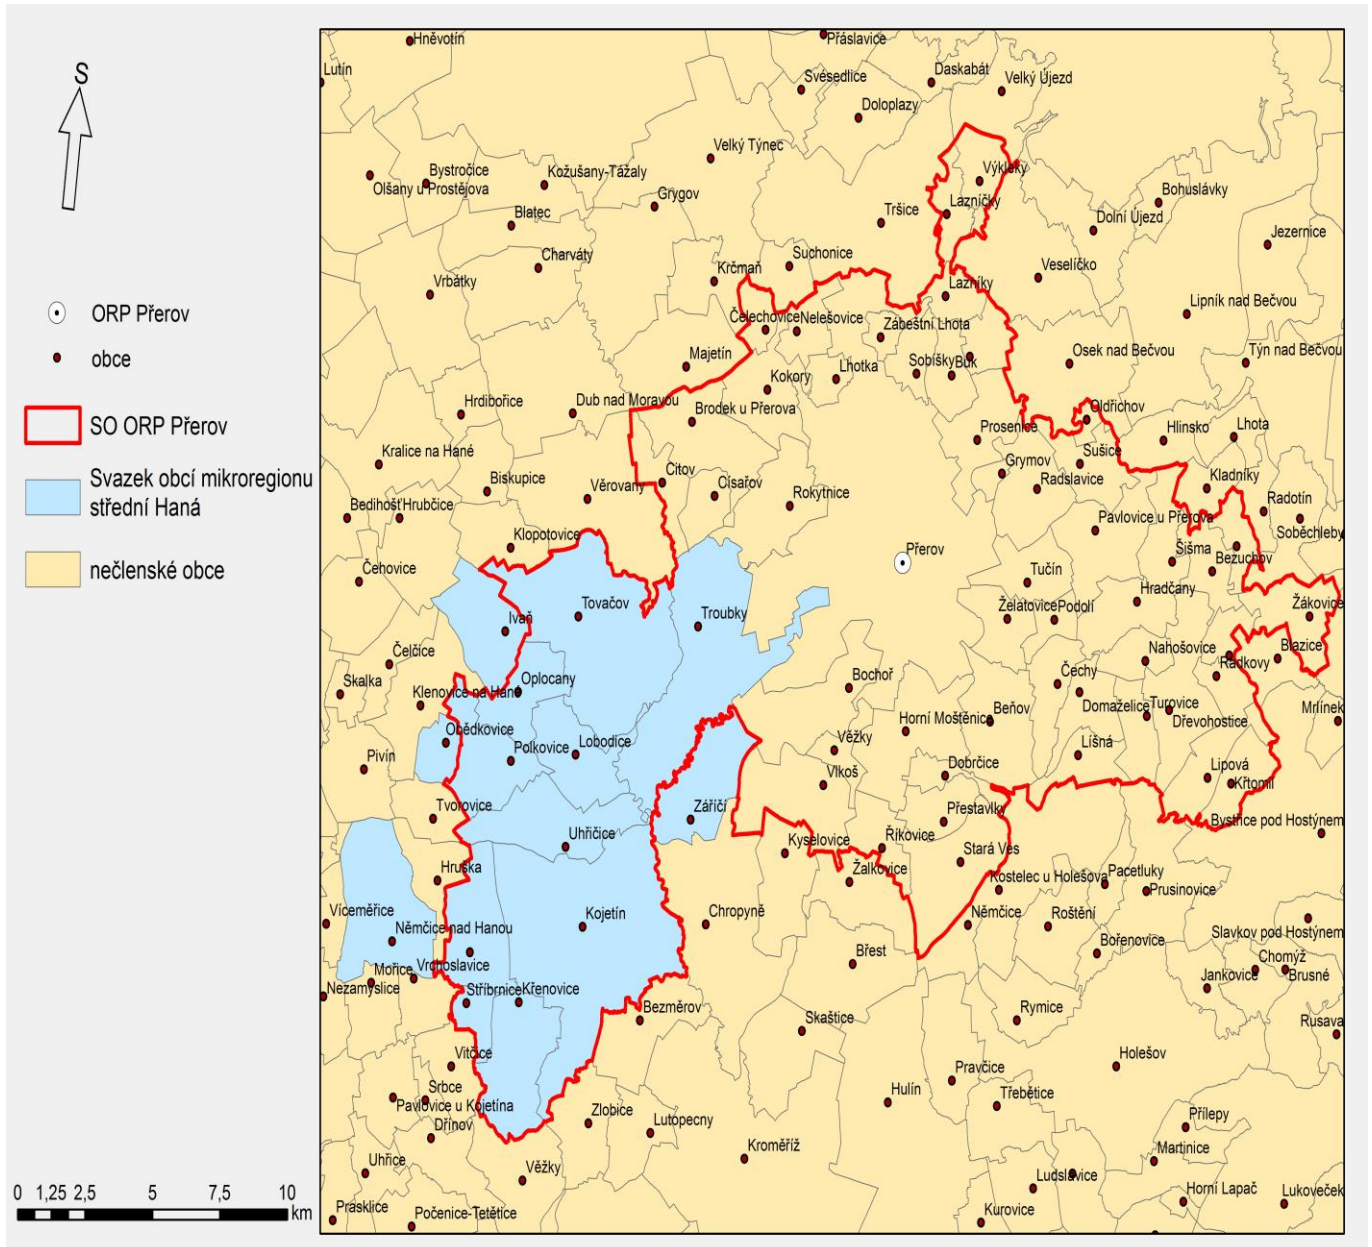 S
ORP Přerov
obce
SO ORP Přerov
Svazek obcí mikroregionu
střední Haná
nečlenské obce
0 1,25 2,5 5 7,5 10
km
Hněvotín
Přáslavice
Lutín
Svésedlice
Daskabát
Velký Újezd
Doloplazy
Velký Týnec
Bystročice
Olšany u Prostějova
Kožušany-Tážaly
Výkleky
Grygov
Lazníčky
Bohuslávky
Blatec
Tršice
Dolní Újezd
Jezernice
Charváty
Suchonice
Krčmaň
Veselíčko
Vrbátky
Lazníky
Lipník nad Bečvou
Čelechovice
Nelešovice
Zábeštní Lhota
Majetín
Lhotka
Sobíšky
Buk
Osek nad Bečvou
Týn nad Bečvou
Kokory
Hrdibořice
Dub nad Moravou
Brodek u Přerova
Oldřichov
Prosenice
Hlinsko
Lhota
Kralice na Hané
Grymov
Sušice
Biskupice
Citov
Císařov
Radslavice
Kladníky
Věrovany
Rokytnice
Bedihošť
Hrubčice
Pavlovice u Přerova
Radotín
Soběchleby
Klopotovice
Přerov
Šišma
Bezuchov
Čehovice
Tučín
Hradčany
Tovačov
Ivaň
Troubky
Želatovice
Podolí
Žákovice
Čelčice
Nahošovice
Radkovy
Blazice
Skalka
Oplocany
Klenovice na Hané
Bochoř
Čechy
Domaželice
Turovice
Dřevohostice
Mrlínek
Horní Moštěnice
Beňov
Obědkovice
Polkovice
Lobodice
Věžky
Líšná
Pivín
Vlkoš
Dobrčice
Lipová
Křtomil
Tvorovice
Záříčí
Přestavlky
Bystřice pod Hostýnem
Uhřičice
Kyselovice
Říkovice
Stará Ves
Hruška
Žalkovice
Kostelec u Holešova
Pacetluky
Prusinovice
Víceměřice
Němčice nad Hanou
Kojetín
Chropyně
Němčice
Roštění
Slavkov pod Hostýnem
Břest
Bořenovice
Chomýž
Mořice
Vrchoslavice
Jankovice
Brusné
Nezamyslice
Stříbrnice
Křenovice
Bezměrov
Skaštice
Rymice
Rusava
Vitčice
Pravčice
Holešov
Srbce
Pavlovice u Kojetína
Hulín
Třebětice
Dřínov
Zlobice
Lutopecny
Přílepy
Kroměříž
Martinice
Uhřice
Věžky
Ludslavice
Horní Lapač
Lukoveček
Prasklice
Počenice-Tetětice
Kurovice